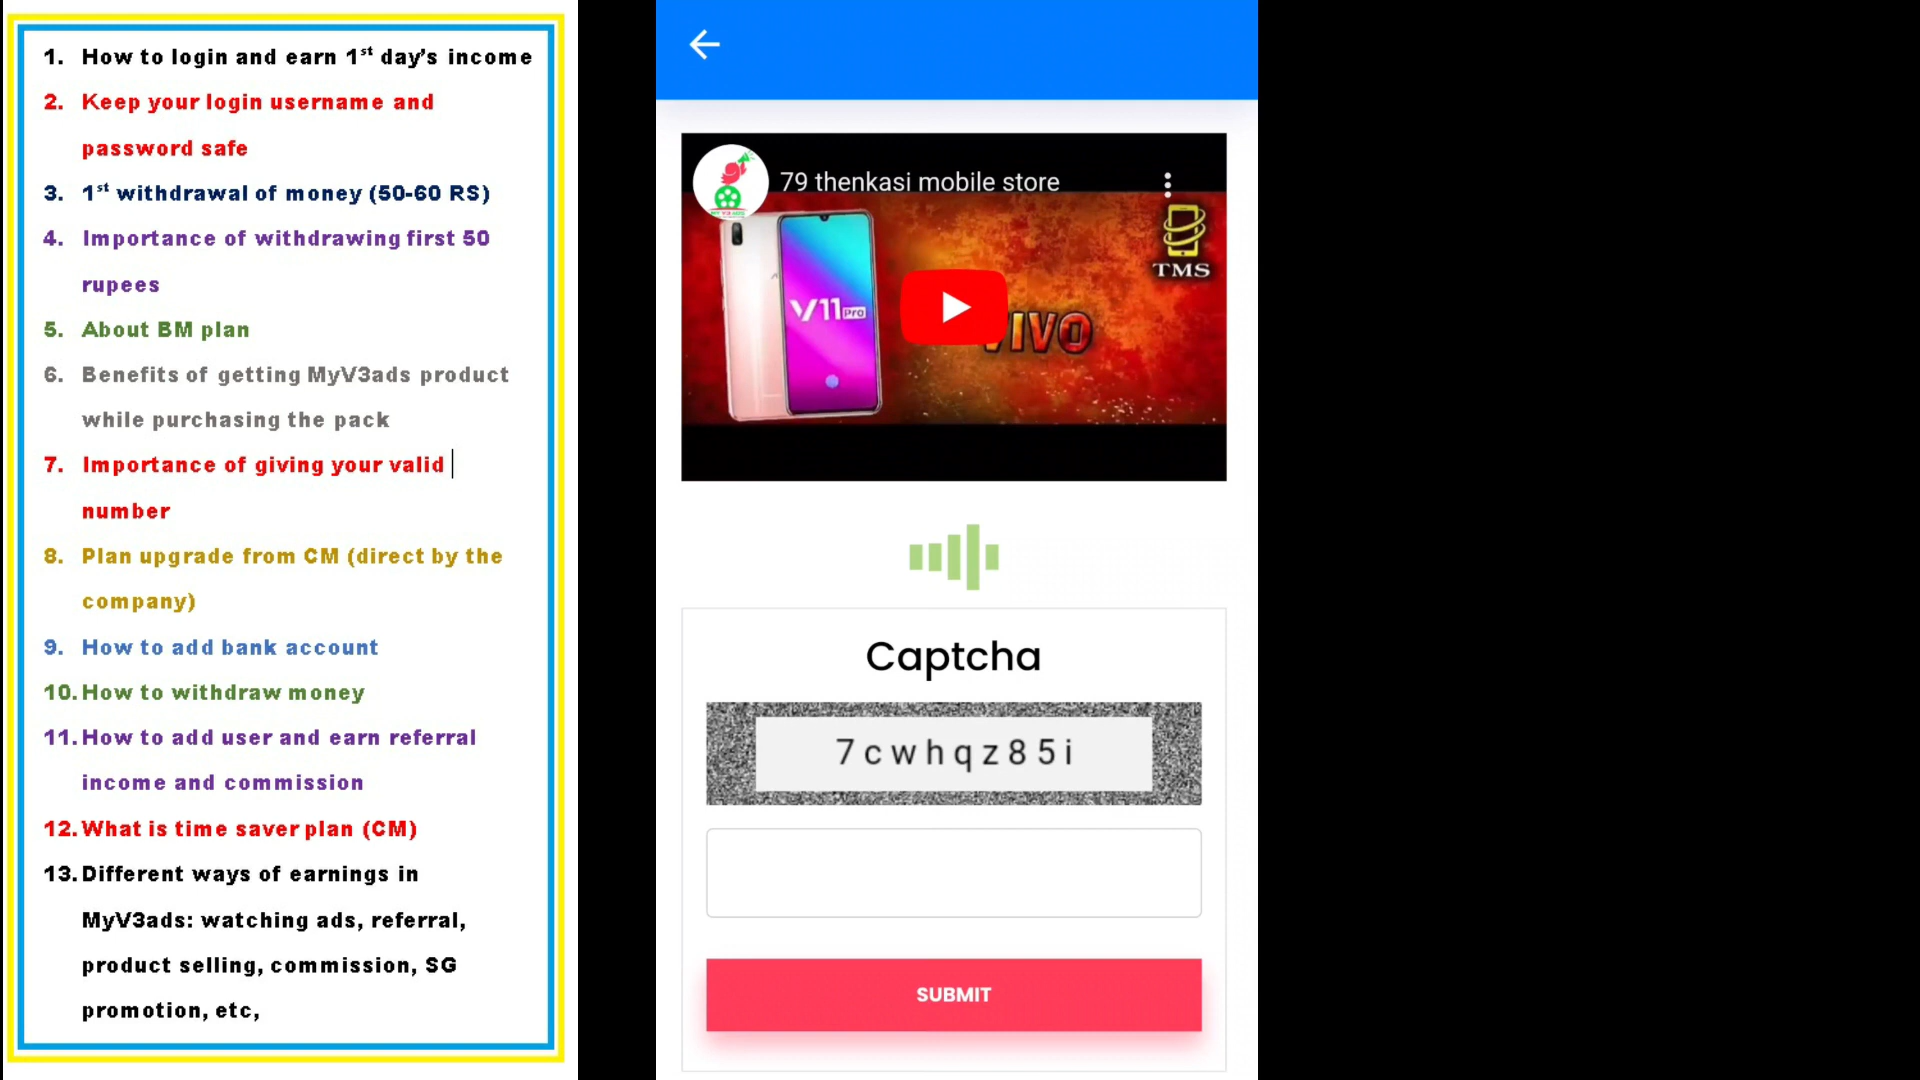 1. How to login and earn 1st day's income
2. Keep your login username and
password safe
3. 1st withdrawal of money (50-60 RS)
4. Importance of withdrawing first 50
rupees
5. About BM plan
6. Benefits of getting MyV3ads product
while purchasing the pack
7. Importance of giving your valid
number
8. Plan upgrade from CM (direct by the
company)
9. How to add bank account
10. How to withdraw money
11. How to add user and earn referral
income and commission
12. What is time saver plan (CM)
13. Different ways of earnings in
MyV3ads: watching ads, referral,
product selling, commission, SG
promotion, etc,
79 thenkasi mobile store
TMS
V11 Pro
VIVO
Captcha
7cwhqz85i
SUBMIT